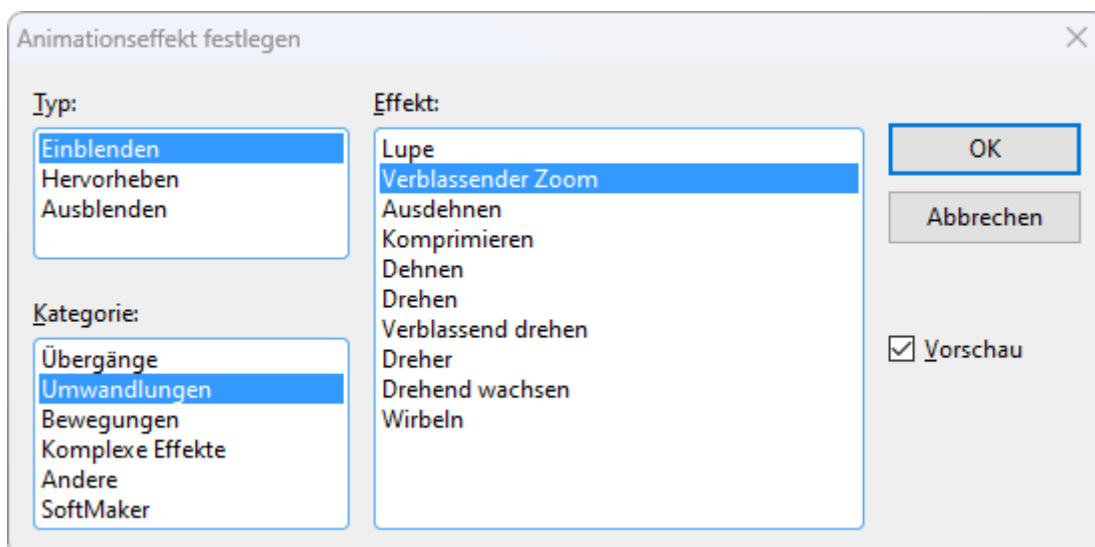 Animationseffekt festlegen
Typ:
Einblenden
Hervorheben
Ausblenden
Kategorie:
Übergänge
Umwandlungen
Bewegungen
Komplexe Effekte
Andere
SoftMaker
Effekt:
Lupe
Verblassender Zoom
Ausdehnen
Komprimieren
Dehnen
Drehen
Verblassend drehen
Dreher
Drehend wachsen
Wirbeln
OK
Abbrechen
Vorschau